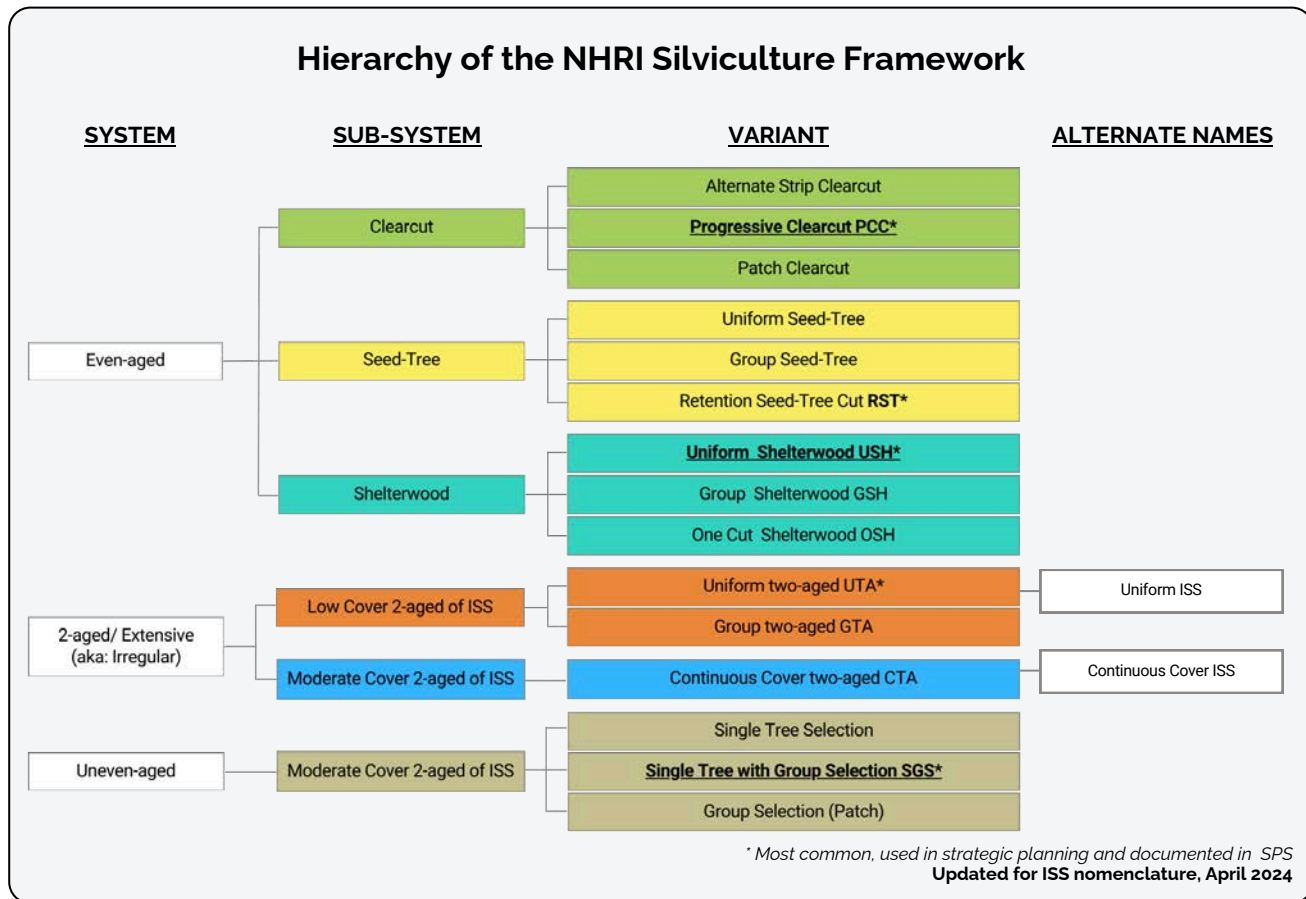 Hierarchy of the NHRI Silviculture Framework
SYSTEM
SUB-SYSTEM
VARIANT
ALTERNATE NAMES
Even-aged
Clearcut
Alternate Strip Clearcut
Progressive Clearcut PCC*
Patch Clearcut
Seed-Tree
Uniform Seed-Tree
Group Seed-Tree
Retention Seed-Tree Cut RST*
Shelterwood
Uniform Shelterwood USH*
Group Shelterwood GSH
One Cut Shelterwood OSH
2-aged/ Extensive
(aka: Irregular)
Low Cover 2-aged of ISS
Uniform two-aged UTA*
Uniform ISS
Group two-aged GTA
Moderate Cover 2-aged of ISS
Continuous Cover two-aged CTA
Continuous Cover ISS
Uneven-aged
Moderate Cover 2-aged of ISS
Single Tree Selection
Single Tree with Group Selection SGS*
Group Selection (Patch)
* Most common, used in strategic planning and documented in SPS
Updated for ISS nomenclature, April 2024